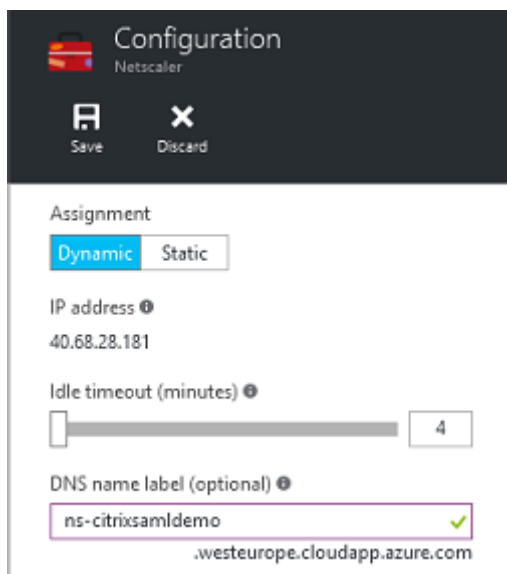 Configuration
Netscaler
Save Discard
Assignment
Dynamic Static
IP address
40.68.28.181
Idle timeout (minutes)
4
DNS name label (optional)
ns-citrixsamldemo
.westeurope.cloudapp.azure.com